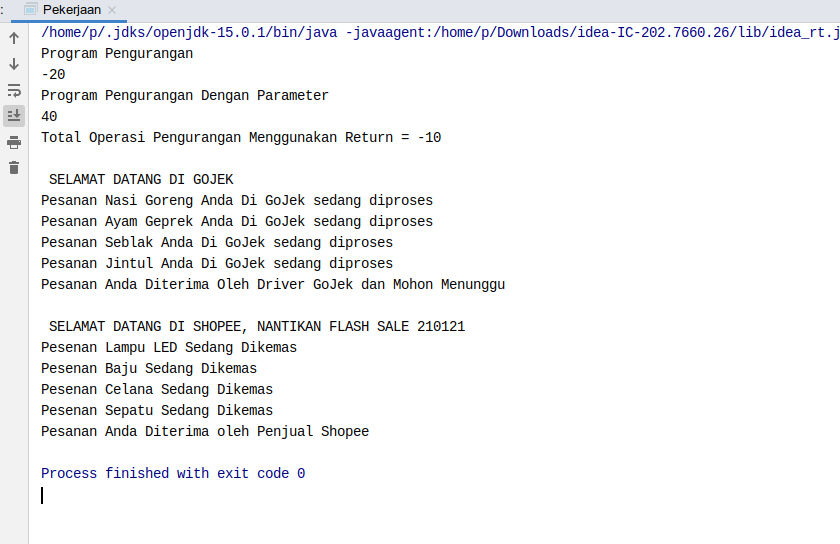 :
Pekerjaan
/home/p/.jdks/openjdk-15.0.1/bin/java -javaagent:/home/p/Downloads/idea-IC-202.7660.26/lib/idea_rt.j
Program Pengurangan
-20
Program Pengurangan Dengan Parameter
40
Total Operasi Pengurangan Menggunakan Return = -10
SELAMAT DATANG DI GOJEK
Pesanan Nasi Goreng Anda Di GoJek sedang diproses
Pesanan Ayam Geprek Anda Di GoJek sedang diproses
Pesanan Seblak Anda Di GoJek sedang diproses
Pesanan Jintul Anda Di GoJek sedang diproses
Pesanan Anda Diterima Oleh Driver GoJek dan Mohon Menunggu
SELAMAT DATANG DI SHOPEE, NANTIKAN FLASH SALE 210121
Pesenan Lampu LED Sedang Dikemas
Pesenan Baju Sedang Dikemas
Pesenan Celana Sedang Dikemas
Pesenan Sepatu Sedang Dikemas
Pesanan Anda Diterima oleh Penjual Shopee
Process finished with exit code 0